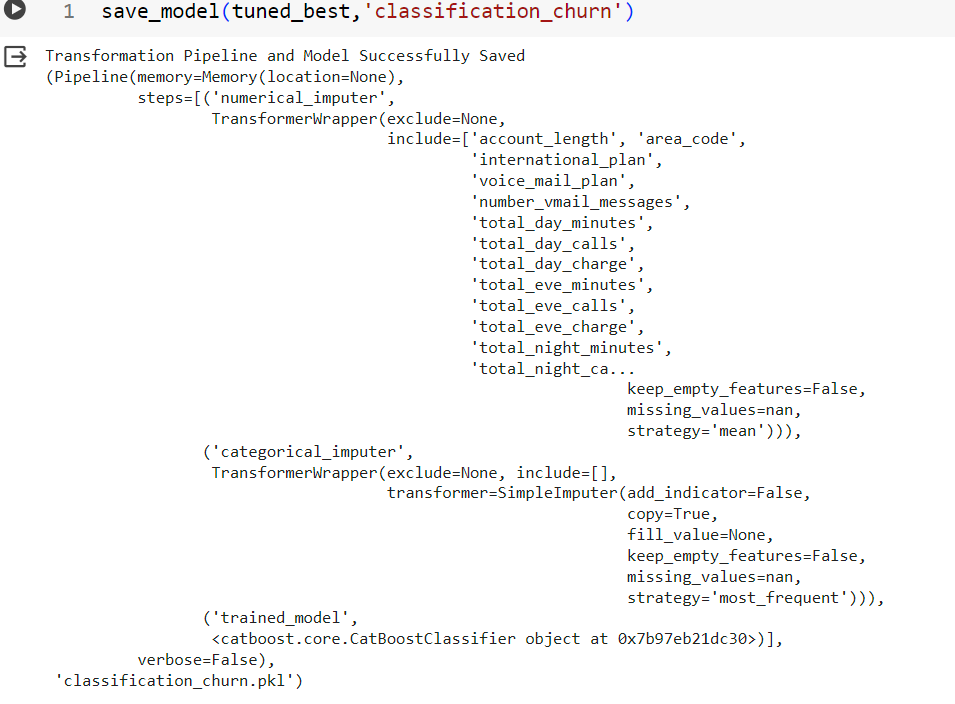 1 save_model(tuned_best,'classification_churn')
Transformation Pipeline and Model Successfully Saved
(Pipeline(memory=Memory(location=None),
steps=[('numerical_imputer',
TransformerWrapper(exclude=None,
include=['account_length', 'area_code',
'international_plan',
'voice_mail_plan',
'number_vmail_messages',
'total_day_minutes',
'total_day_calls',
'total_day_charge',
'total_eve_minutes',
'total_eve_calls',
'total_eve_charge',
'total_night_minutes',
'total_night_ca...
keep_empty_features=False,
missing_values=nan,
strategy='mean'))),
('categorical_imputer',
TransformerWrapper(exclude=None, include=[],
transformer=SimpleImputer(add_indicator=False,
copy=True,
fill_value=None,
keep_empty_features=False,
missing_values=nan,
strategy='most_frequent'))),
('trained_model',
<catboost.core.CatBoostClassifier object at 0x7b97eb21dc30>)],
verbose=False),
'classification_churn.pkl')